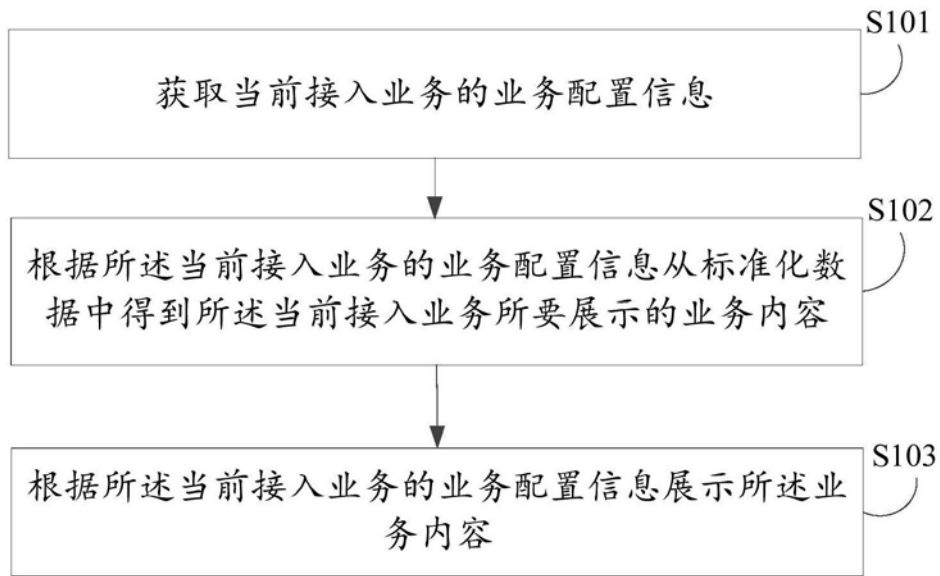 S101
获取当前接入业务的业务配置信息
S102
根据所述当前接入业务的业务配置信息从标准化数
据中得到所述当前接入业务所要展示的业务内容
S103
根据所述当前接入业务的业务配置信息展示所述业
务内容